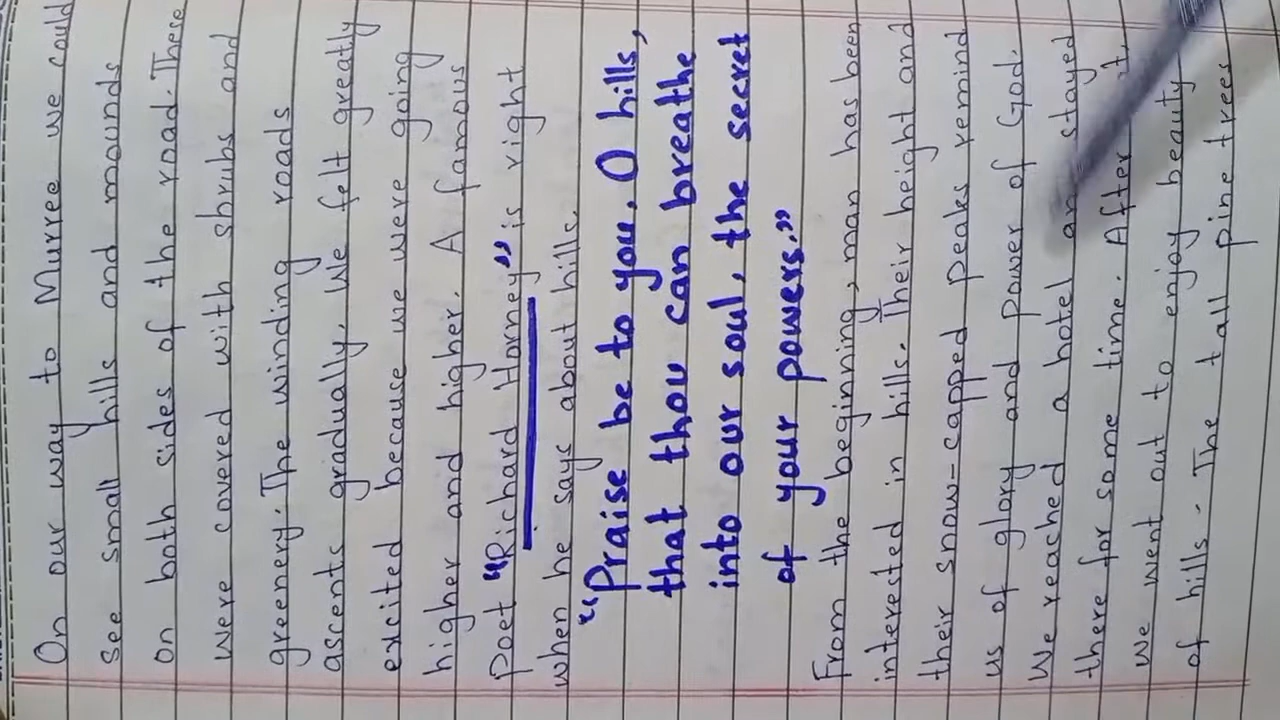 On our way to Murree we could
see small hills and mounds
on both sides of the road. These
were covered with shrubs and
greenery. The winding roads
ascents gradually. We felt greatly
excited because we were going
higher and higher. A famous
Poet "Richard Horney" is right
when he says about hills.
"Praise be to you, O hills,
that thou can breathe
into our soul, the secret
of your powers."
From the beginning, man has been
interested in hills. Their height and
their snow-capped peaks remind
us of glory and power of God.
We reached a hotel and stayed
there for some time. After
we went out to enjoy beauty
of hills. The tall pine trees